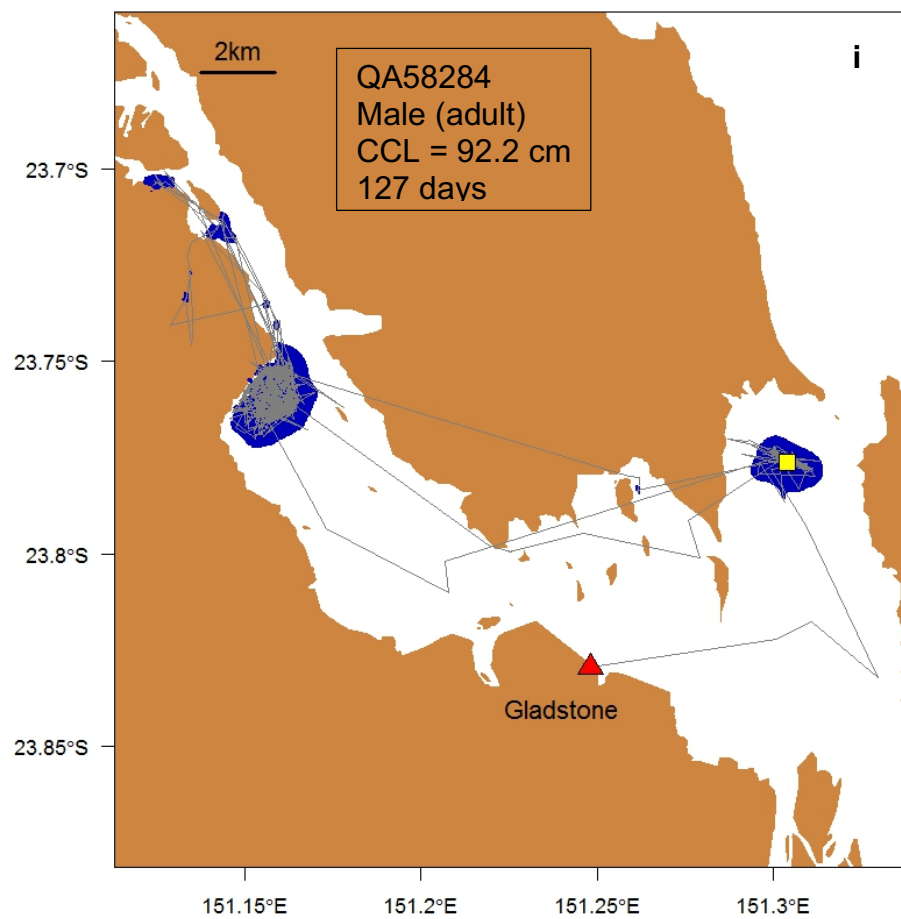 2km
i
QA58284
Male (adult)
CCL = 92.2 cm
127 days
23.7°S
23.75°S
23.8°S
Gladstone
23.85°S
151.15°E
151.2°E
151.25°E
151.3°E